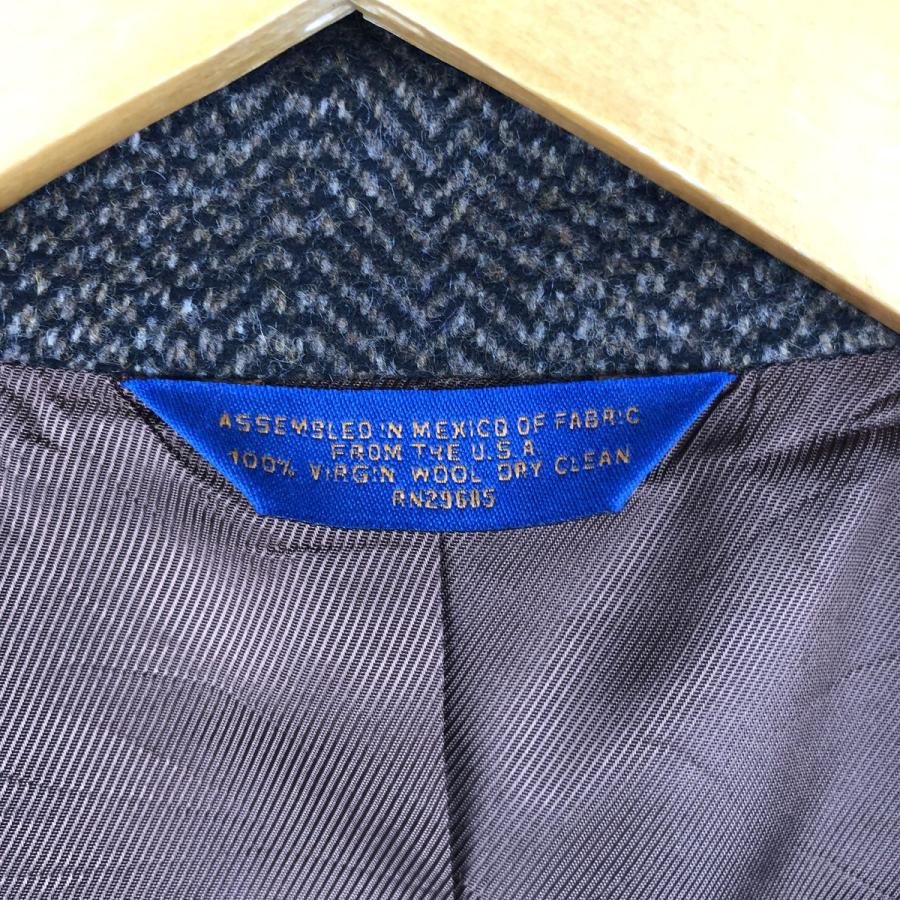 ASSEMBLED IN MEXICO OF FABRIC
FROM THE U.S.A
100% VIRGIN WOOL DRY CLEAN
RN29685